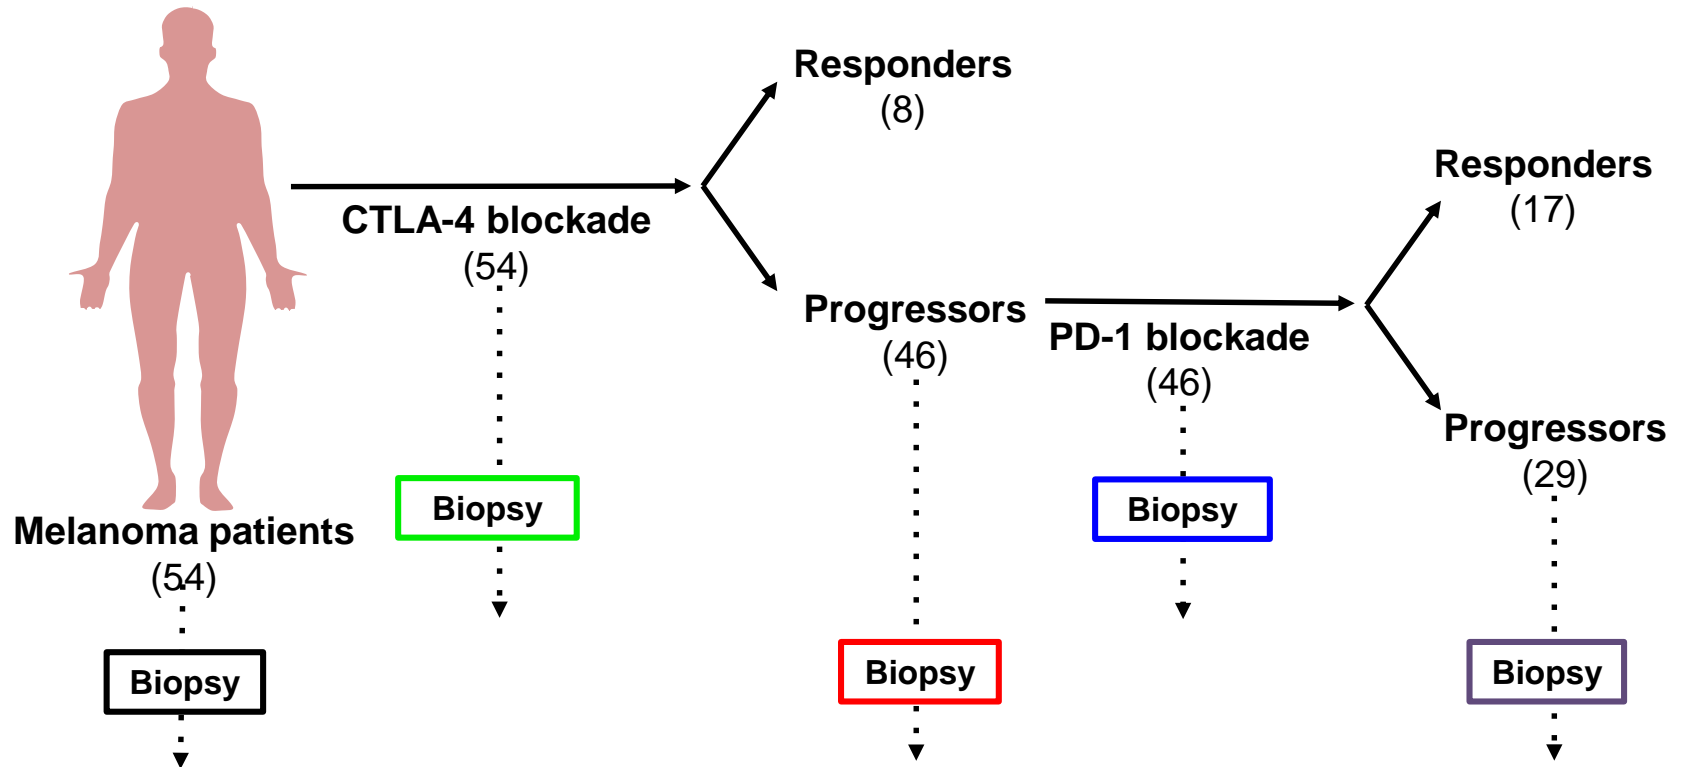 Responders
(8)
Responders
(17)
CTLA-4 blockade
(54)
Progressors
(46)
PD-1 blockade
(46)
Progressors
(29)
Biopsy
Biopsy
Melanoma patients
(54)
Biopsy
Biopsy
Biopsy